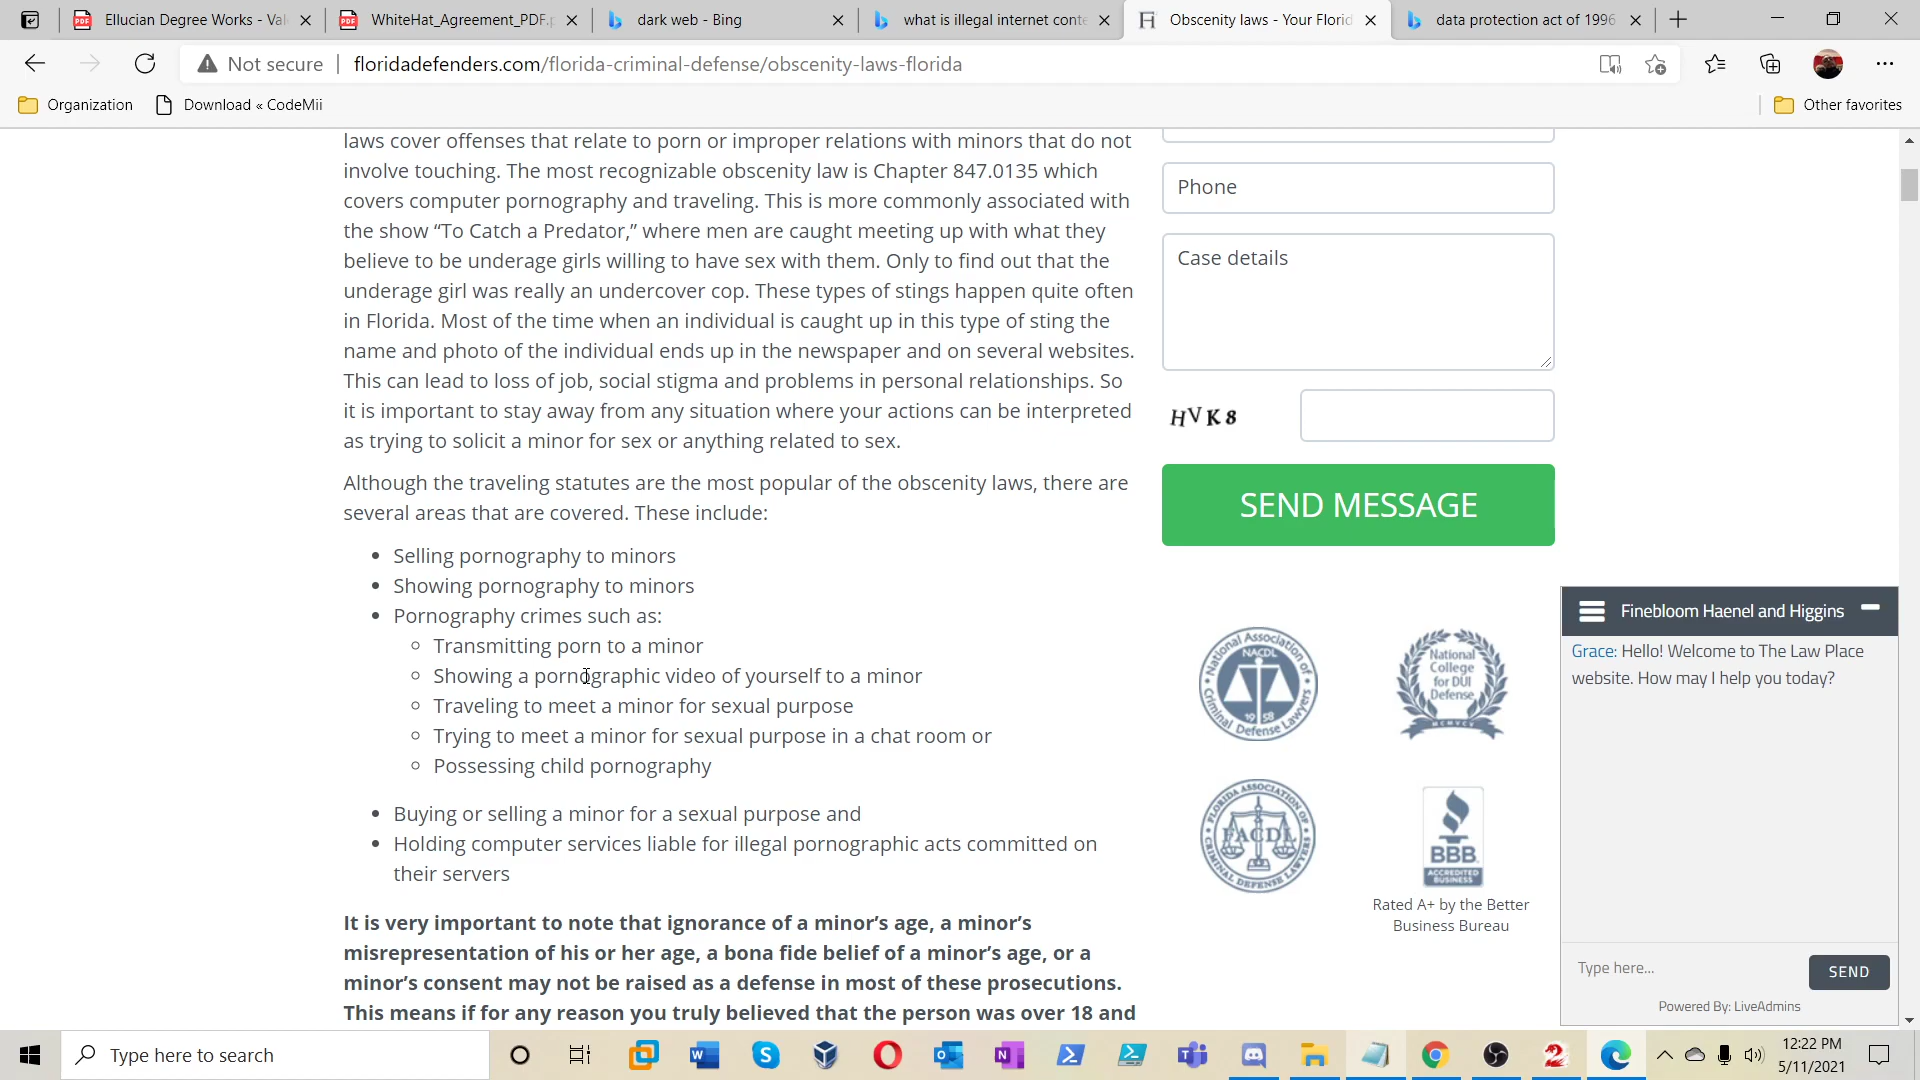 Ellucian Degree Works - Val
WhiteHat_Agreement_PDF.p
dark web - Bing
what is illegal internet conte
Obscenity laws - Your Florid
data protection act of 1996
Not secure
floridadefenders.com/florida-criminal-defense/obscenity-laws-florida
Organization
Download « CodeMii
Other favorites
laws cover offenses that relate to porn or improper relations with minors that do not
involve touching. The most recognizable obscenity law is Chapter 847.0135 which
covers computer pornography and traveling. This is more commonly associated with
the show “To Catch a Predator,” where men are caught meeting up with what they
believe to be underage girls willing to have sex with them. Only to find out that the
underage girl was really an undercover cop. These types of stings happen quite often
in Florida. Most of the time when an individual is caught up in this type of sting the
name and photo of the individual ends up in the newspaper and on several websites.
This can lead to loss of job, social stigma and problems in personal relationships. So
it is important to stay away from any situation where your actions can be interpreted
as trying to solicit a minor for sex or anything related to sex.
Although the traveling statutes are the most popular of the obscenity laws, there are
several areas that are covered. These include:
Selling pornography to minors
Showing pornography to minors
Pornography crimes such as:
Transmitting porn to a minor
Showing a pornographic video of yourself to a minor
Traveling to meet a minor for sexual purpose
Trying to meet a minor for sexual purpose in a chat room or
Possessing child pornography
Buying or selling a minor for a sexual purpose and
Holding computer services liable for illegal pornographic acts committed on
their servers
It is very important to note that ignorance of a minor’s age, a minor’s
misrepresentation of his or her age, a bona fide belief of a minor’s age, or a
minor’s consent may not be raised as a defense in most of these prosecutions.
This means if for any reason you truly believed that the person was over 18 and
Phone
Case details
HVK8
SEND MESSAGE
National Association of
NACDL
1958
Criminal Defense Lawyers
National
College
for DUI
Defense
MCMVCV
Florida Association of
FACDL
Criminal Defense Lawyers
BBB
ACCREDITED
BUSINESS
Rated A+ by the Better
Business Bureau
Finebloom Haenel and Higgins
Grace: Hello! Welcome to The Law Place
website. How may I help you today?
Type here...
SEND
Powered By: LiveAdmins
Type here to search
12:22 PM
5/11/2021